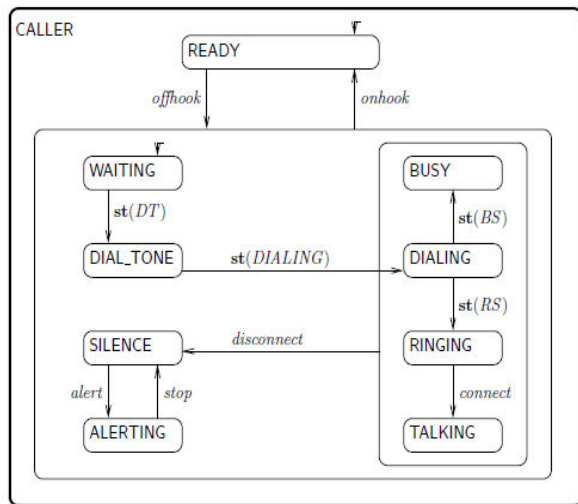 CALLER
READY
offhook
onhook
WAITING
BUSY
st(DT)
st(BS)
DIAL_TONE
st(DIALING)
DIALING
st(RS)
SILENCE
disconnect
RINGING
alert
stop
connect
ALERTING
TALKING